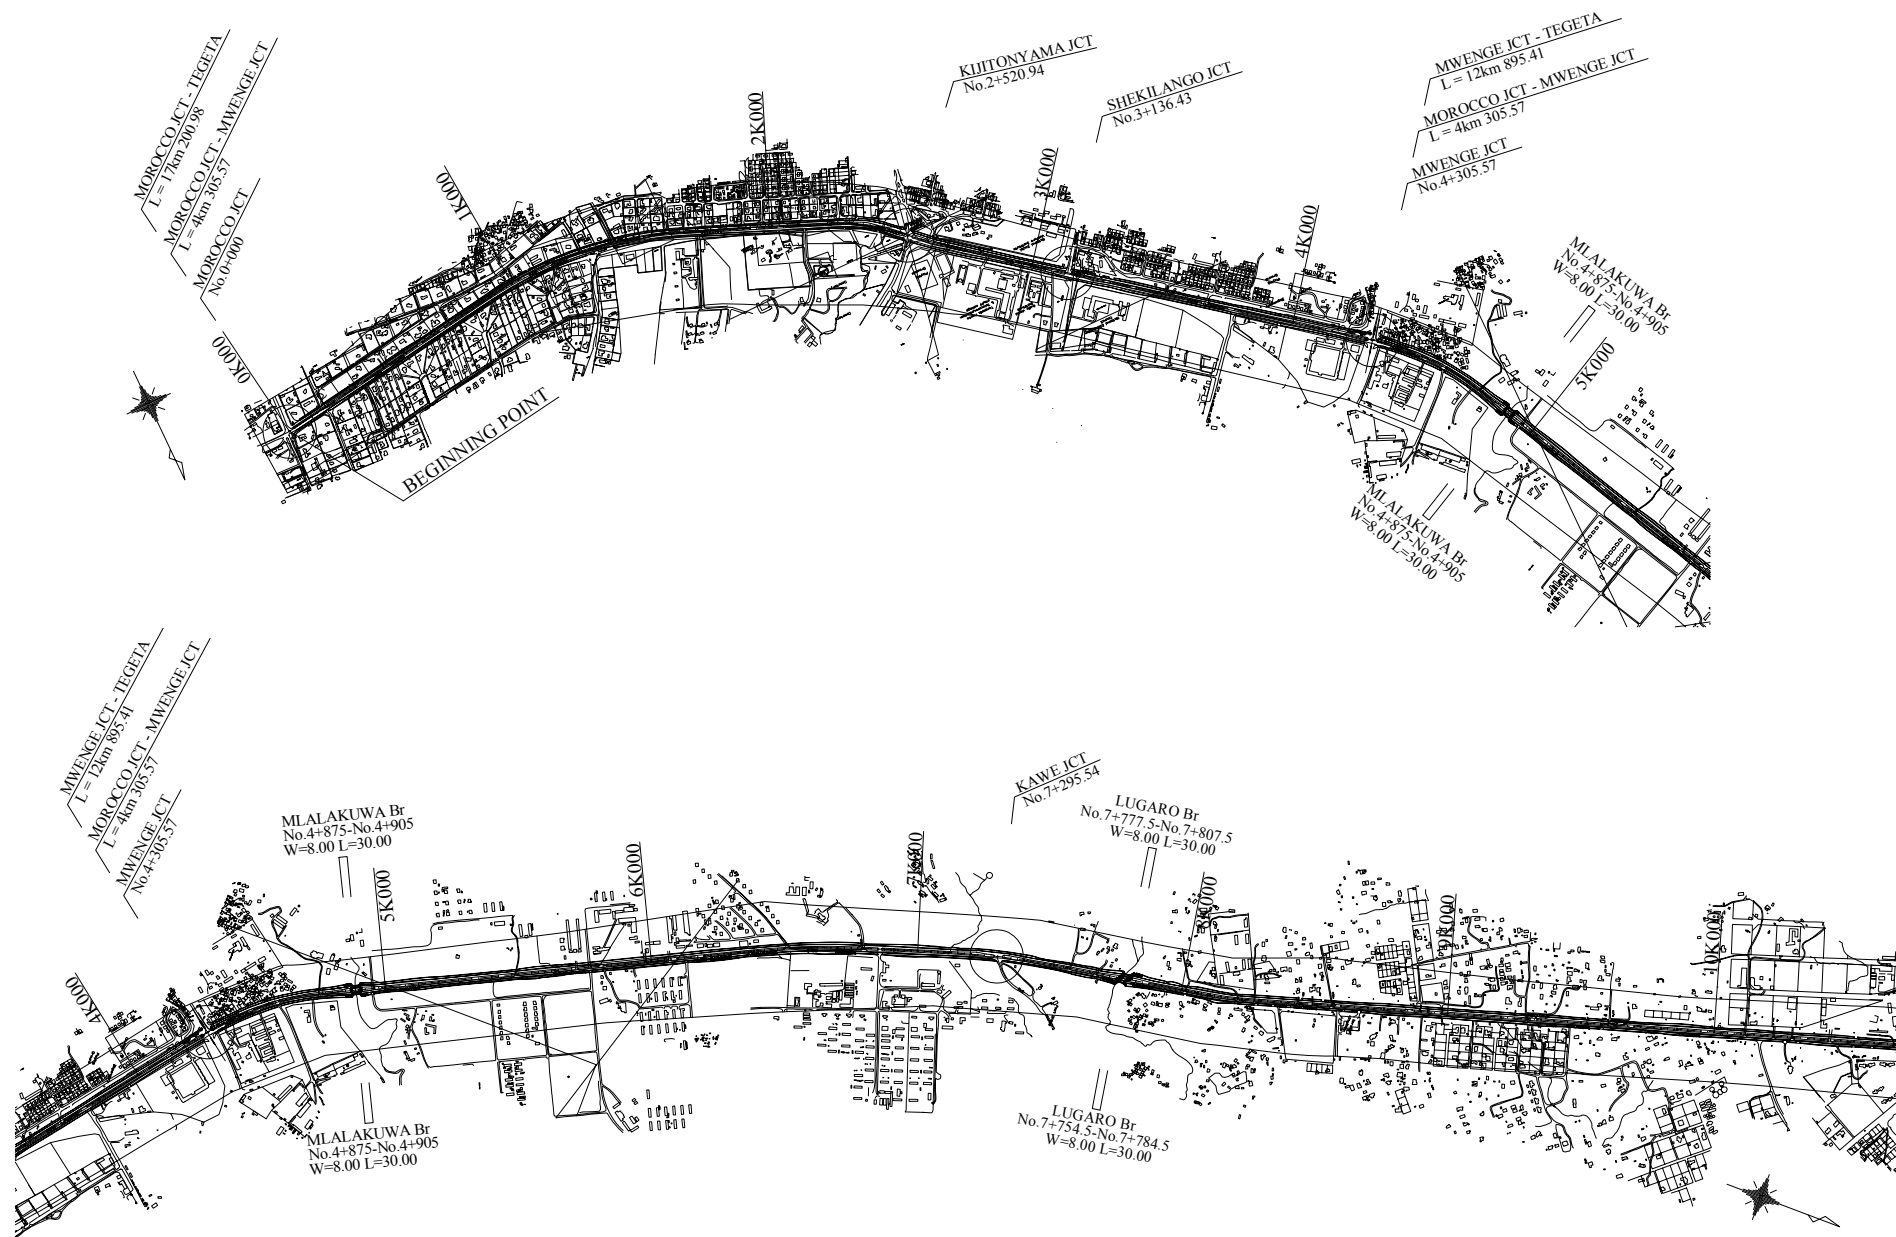 MOROCCO JCT - TEGETA
L = 17km 200.98
MOROCCO JCT - MWENGE JCT
L = 4km 305.57
MOROCCO JCT
No.0+000
0K000
1K000
2K000
KIJITONYAMA JCT
No.2+520.94
3K000
SHEKILANGO JCT
No.3+136.43
4K000
MWENGE JCT - TEGETA
L = 12km 895.41
MOROCCO JCT - MWENGE JCT
L = 4km 305.57
MWENGE JCT
No.4+305.57
MLALAKUWA Br
No.4+875-No.4+905
W=8.00 L=30.00
5K000
BEGINNING POINT
MLALAKUWA Br
No.4+875-No.4+905
W=8.00 L=30.00
MWENGE JCT - TEGETA
L = 12km 895.41
MOROCCO JCT - MWENGE JCT
L = 4km 305.57
MWENGE JCT
No.4+305.57
4K000
MLALAKUWA Br
No.4+875-No.4+905
W=8.00 L=30.00
5K000
6K000
7K000
KAWE JCT
No.7+295.54
LUGARO Br
No.7+777.5-No.7+807.5
W=8.00 L=30.00
8K000
9K000
10K000
MLALAKUWA Br
No.4+875-No.4+905
W=8.00 L=30.00
LUGARO Br
No.7+754.5-No.7+784.5
W=8.00 L=30.00